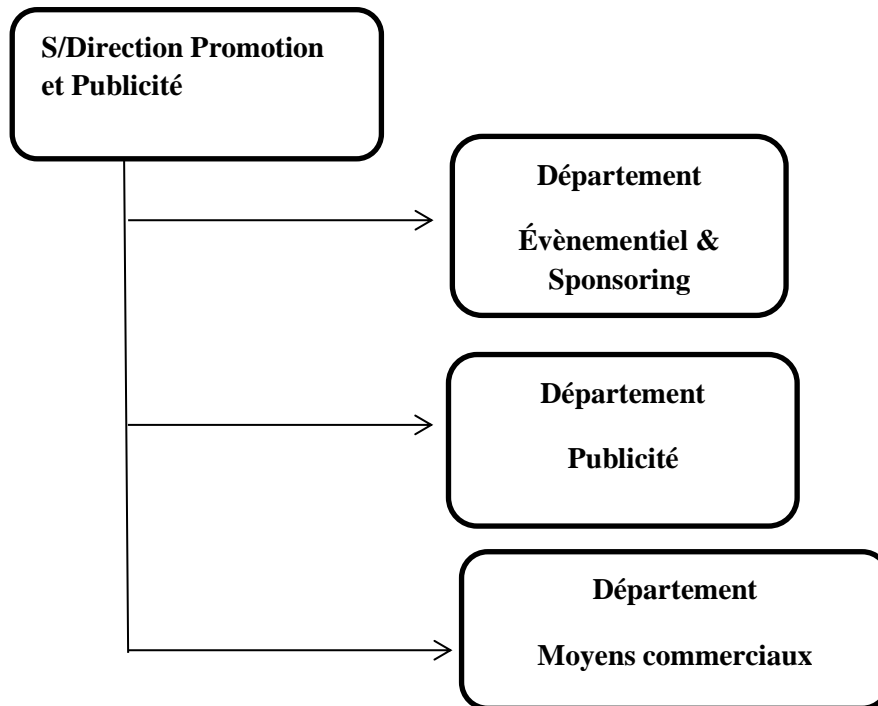 S/Direction Promotion
et Publicité
Département
Évènementiel &
Sponsoring
Département
Publicité
Département
Moyens commerciaux